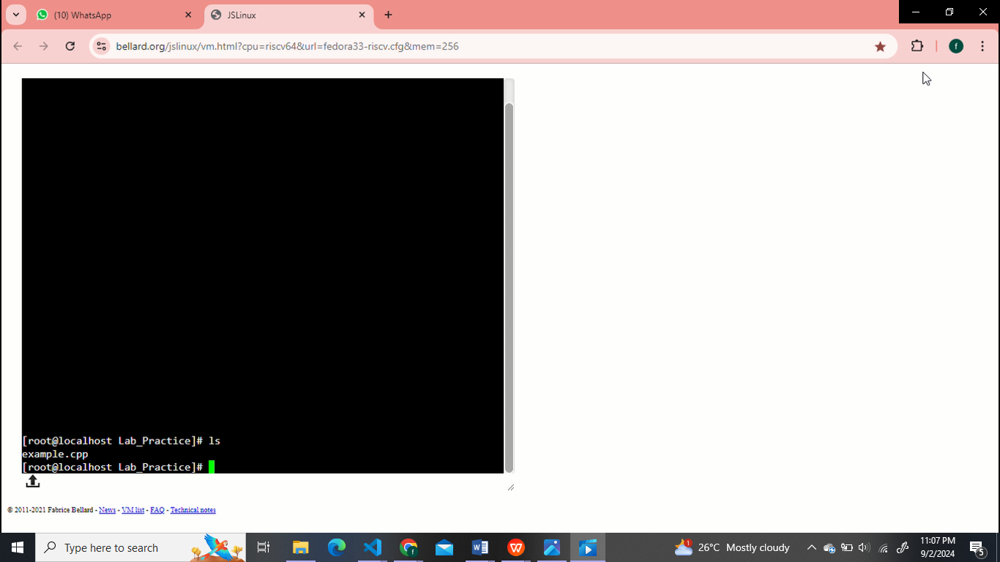 (10) WhatsApp
JSLinux
bellard.org/jslinux/vm.html?cpu=riscv64&url=fedora33-riscv.cfg&mem=256
f
[root@localhost Lab_Practice]# ls
example.cpp
[root@localhost Lab_Practice]#
© 2011-2021 Fabrice Bellard - News - VM list - FAQ - Technical notes
Type here to search
f
W
W
1
26°C Mostly cloudy
11:07 PM
9/2/2024
5